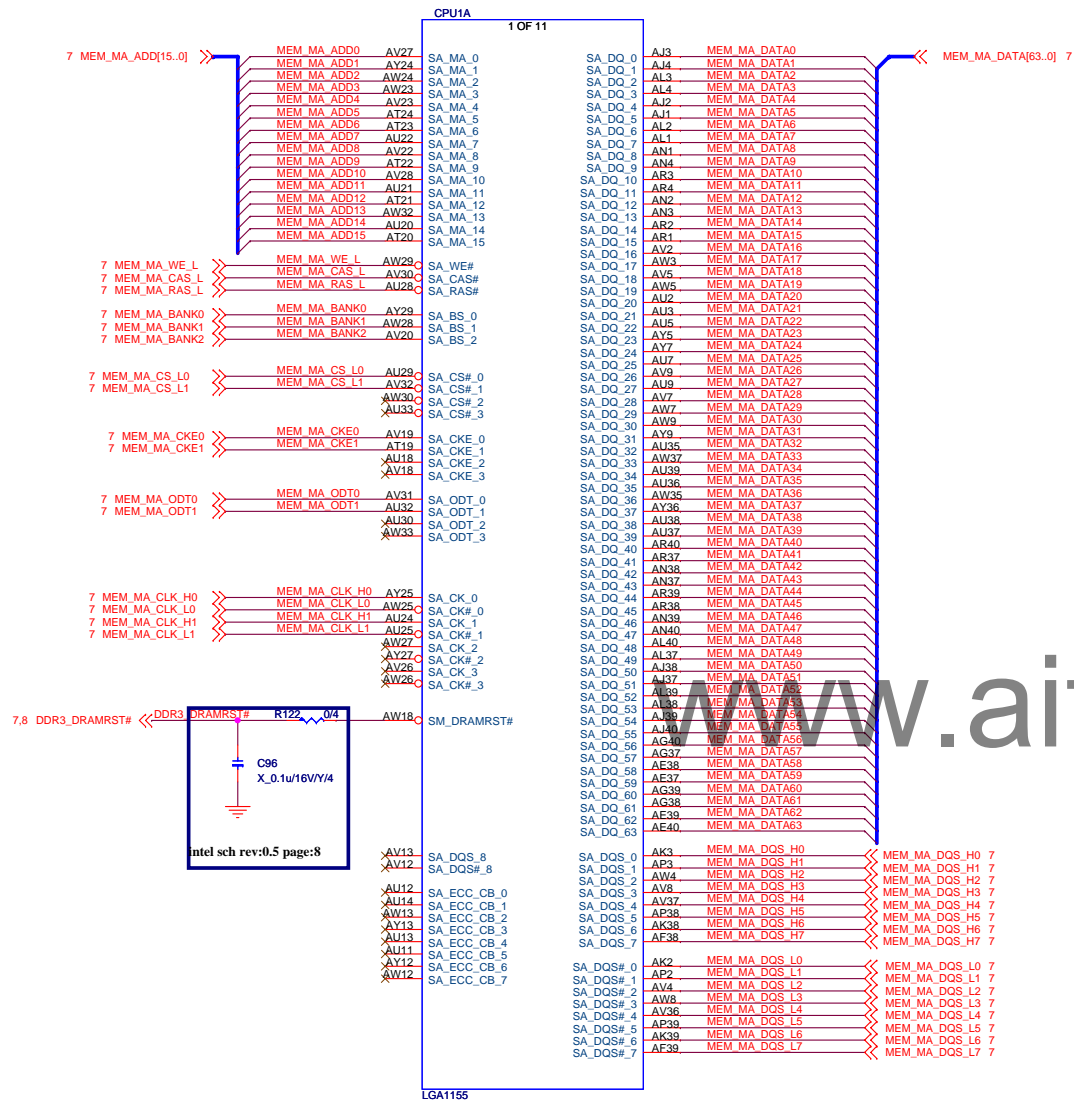 CPU1A
1 OF 11
7 MEM_MA_ADD[15..0]
MEM_MA_ADD0 AV27 SA_MA_0
MEM_MA_ADD1 AY24 SA_MA_1
MEM_MA_ADD2 AW24 SA_MA_2
MEM_MA_ADD3 AW23 SA_MA_3
MEM_MA_ADD4 AV23 SA_MA_4
MEM_MA_ADD5 AT24 SA_MA_5
MEM_MA_ADD6 AT23 SA_MA_6
MEM_MA_ADD7 AU22 SA_MA_7
MEM_MA_ADD8 AV22 SA_MA_8
MEM_MA_ADD9 AT22 SA_MA_9
MEM_MA_ADD10 AV28 SA_MA_10
MEM_MA_ADD11 AU21 SA_MA_11
MEM_MA_ADD12 AT21 SA_MA_12
MEM_MA_ADD13 AW32 SA_MA_13
MEM_MA_ADD14 AU20 SA_MA_14
MEM_MA_ADD15 AT20 SA_MA_15
7 MEM_MA_WE_L MEM_MA_WE_L AW29 SA_WE#
7 MEM_MA_CAS_L MEM_MA_CAS_L AV30 SA_CAS#
7 MEM_MA_RAS_L MEM_MA_RAS_L AU28 SA_RAS#
7 MEM_MA_BANK0 MEM_MA_BANK0 AY29 SA_BS_0
7 MEM_MA_BANK1 MEM_MA_BANK1 AW28 SA_BS_1
7 MEM_MA_BANK2 MEM_MA_BANK2 AV20 SA_BS_2
7 MEM_MA_CS_L0 MEM_MA_CS_L0 AU29 SA_CS#_0
7 MEM_MA_CS_L1 MEM_MA_CS_L1 AV32 SA_CS#_1
AW30 SA_CS#_2
AU33 SA_CS#_3
7 MEM_MA_CKE0 MEM_MA_CKE0 AV19 SA_CKE_0
7 MEM_MA_CKE1 MEM_MA_CKE1 AT19 SA_CKE_1
AU18 SA_CKE_2
AV18 SA_CKE_3
7 MEM_MA_ODT0 MEM_MA_ODT0 AV31 SA_ODT_0
7 MEM_MA_ODT1 MEM_MA_ODT1 AU32 SA_ODT_1
AU30 SA_ODT_2
AW33 SA_ODT_3
7 MEM_MA_CLK_H0 MEM_MA_CLK_H0 AY25 SA_CK_0
7 MEM_MA_CLK_L0 MEM_MA_CLK_L0 AW25 SA_CK#_0
7 MEM_MA_CLK_H1 MEM_MA_CLK_H1 AU24 SA_CK_1
7 MEM_MA_CLK_L1 MEM_MA_CLK_L1 AU25 SA_CK#_1
AW27 SA_CK_2
AY27 SA_CK#_2
AV26 SA_CK_3
AW26 SA_CK#_3
7,8 DDR3_DRAMRST# DDR3_DRAMRST# R122 0/4 AW18 SM_DRAMRST#
C96
X_0.1u/16V/Y/4
intel sch rev:0.5 page:8
AV13 SA_DQS_8
AV12 SA_DQS#_8
AU12 SA_ECC_CB_0
AU14 SA_ECC_CB_1
AW13 SA_ECC_CB_2
AY13 SA_ECC_CB_3
AU13 SA_ECC_CB_4
AU11 SA_ECC_CB_5
AY12 SA_ECC_CB_6
AW12 SA_ECC_CB_7
MEM_MA_DATA[63..0] 7
SA_DQ_0 AJ3 MEM_MA_DATA0
SA_DQ_1 AJ4 MEM_MA_DATA1
SA_DQ_2 AL3 MEM_MA_DATA2
SA_DQ_3 AL4 MEM_MA_DATA3
SA_DQ_4 AJ2 MEM_MA_DATA4
SA_DQ_5 AJ1 MEM_MA_DATA5
SA_DQ_6 AL2 MEM_MA_DATA6
SA_DQ_7 AL1 MEM_MA_DATA7
SA_DQ_8 AN1 MEM_MA_DATA8
SA_DQ_9 AN4 MEM_MA_DATA9
SA_DQ_10 AR3 MEM_MA_DATA10
SA_DQ_11 AR4 MEM_MA_DATA11
SA_DQ_12 AN2 MEM_MA_DATA12
SA_DQ_13 AN3 MEM_MA_DATA13
SA_DQ_14 AR2 MEM_MA_DATA14
SA_DQ_15 AR1 MEM_MA_DATA15
SA_DQ_16 AV2 MEM_MA_DATA16
SA_DQ_17 AW3 MEM_MA_DATA17
SA_DQ_18 AV5 MEM_MA_DATA18
SA_DQ_19 AW5 MEM_MA_DATA19
SA_DQ_20 AU2 MEM_MA_DATA20
SA_DQ_21 AU3 MEM_MA_DATA21
SA_DQ_22 AU5 MEM_MA_DATA22
SA_DQ_23 AY5 MEM_MA_DATA23
SA_DQ_24 AY7 MEM_MA_DATA24
SA_DQ_25 AU7 MEM_MA_DATA25
SA_DQ_26 AV9 MEM_MA_DATA26
SA_DQ_27 AU9 MEM_MA_DATA27
SA_DQ_28 AV7 MEM_MA_DATA28
SA_DQ_29 AW7 MEM_MA_DATA29
SA_DQ_30 AW9 MEM_MA_DATA30
SA_DQ_31 AY9 MEM_MA_DATA31
SA_DQ_32 AU35 MEM_MA_DATA32
SA_DQ_33 AW37 MEM_MA_DATA33
SA_DQ_34 AU39 MEM_MA_DATA34
SA_DQ_35 AU36 MEM_MA_DATA35
SA_DQ_36 AW35 MEM_MA_DATA36
SA_DQ_37 AY36 MEM_MA_DATA37
SA_DQ_38 AU38 MEM_MA_DATA38
SA_DQ_39 AU37 MEM_MA_DATA39
SA_DQ_40 AR40 MEM_MA_DATA40
SA_DQ_41 AR37 MEM_MA_DATA41
SA_DQ_42 AN38 MEM_MA_DATA42
SA_DQ_43 AN37 MEM_MA_DATA43
SA_DQ_44 AR39 MEM_MA_DATA44
SA_DQ_45 AR38 MEM_MA_DATA45
SA_DQ_46 AN39 MEM_MA_DATA46
SA_DQ_47 AN40 MEM_MA_DATA47
SA_DQ_48 AL40 MEM_MA_DATA48
SA_DQ_49 AL37 MEM_MA_DATA49
SA_DQ_50 AJ38 MEM_MA_DATA50
SA_DQ_51 AJ37 MEM_MA_DATA51
SA_DQ_52 AL39 MEM_MA_DATA52
SA_DQ_53 AL38 MEM_MA_DATA53
SA_DQ_54 AJ39 MEM_MA_DATA54
SA_DQ_55 AJ40 MEM_MA_DATA55
SA_DQ_56 AG40 MEM_MA_DATA56
SA_DQ_57 AG37 MEM_MA_DATA57
SA_DQ_58 AE38 MEM_MA_DATA58
SA_DQ_59 AE37 MEM_MA_DATA59
SA_DQ_60 AG39 MEM_MA_DATA60
SA_DQ_61 AG38 MEM_MA_DATA61
SA_DQ_62 AE39 MEM_MA_DATA62
SA_DQ_63 AE40 MEM_MA_DATA63
www.ai
SA_DQS_0 AK3 MEM_MA_DQS_H0 MEM_MA_DQS_H0 7
SA_DQS_1 AP3 MEM_MA_DQS_H1 MEM_MA_DQS_H1 7
SA_DQS_2 AW4 MEM_MA_DQS_H2 MEM_MA_DQS_H2 7
SA_DQS_3 AV8 MEM_MA_DQS_H3 MEM_MA_DQS_H3 7
SA_DQS_4 AV37 MEM_MA_DQS_H4 MEM_MA_DQS_H4 7
SA_DQS_5 AP38 MEM_MA_DQS_H5 MEM_MA_DQS_H5 7
SA_DQS_6 AK38 MEM_MA_DQS_H6 MEM_MA_DQS_H6 7
SA_DQS_7 AF38 MEM_MA_DQS_H7 MEM_MA_DQS_H7 7
SA_DQS#_0 AK2 MEM_MA_DQS_L0 MEM_MA_DQS_L0 7
SA_DQS#_1 AP2 MEM_MA_DQS_L1 MEM_MA_DQS_L1 7
SA_DQS#_2 AV4 MEM_MA_DQS_L2 MEM_MA_DQS_L2 7
SA_DQS#_3 AW8 MEM_MA_DQS_L3 MEM_MA_DQS_L3 7
SA_DQS#_4 AV36 MEM_MA_DQS_L4 MEM_MA_DQS_L4 7
SA_DQS#_5 AP39 MEM_MA_DQS_L5 MEM_MA_DQS_L5 7
SA_DQS#_6 AK39 MEM_MA_DQS_L6 MEM_MA_DQS_L6 7
SA_DQS#_7 AF39 MEM_MA_DQS_L7 MEM_MA_DQS_L7 7
LGA1155